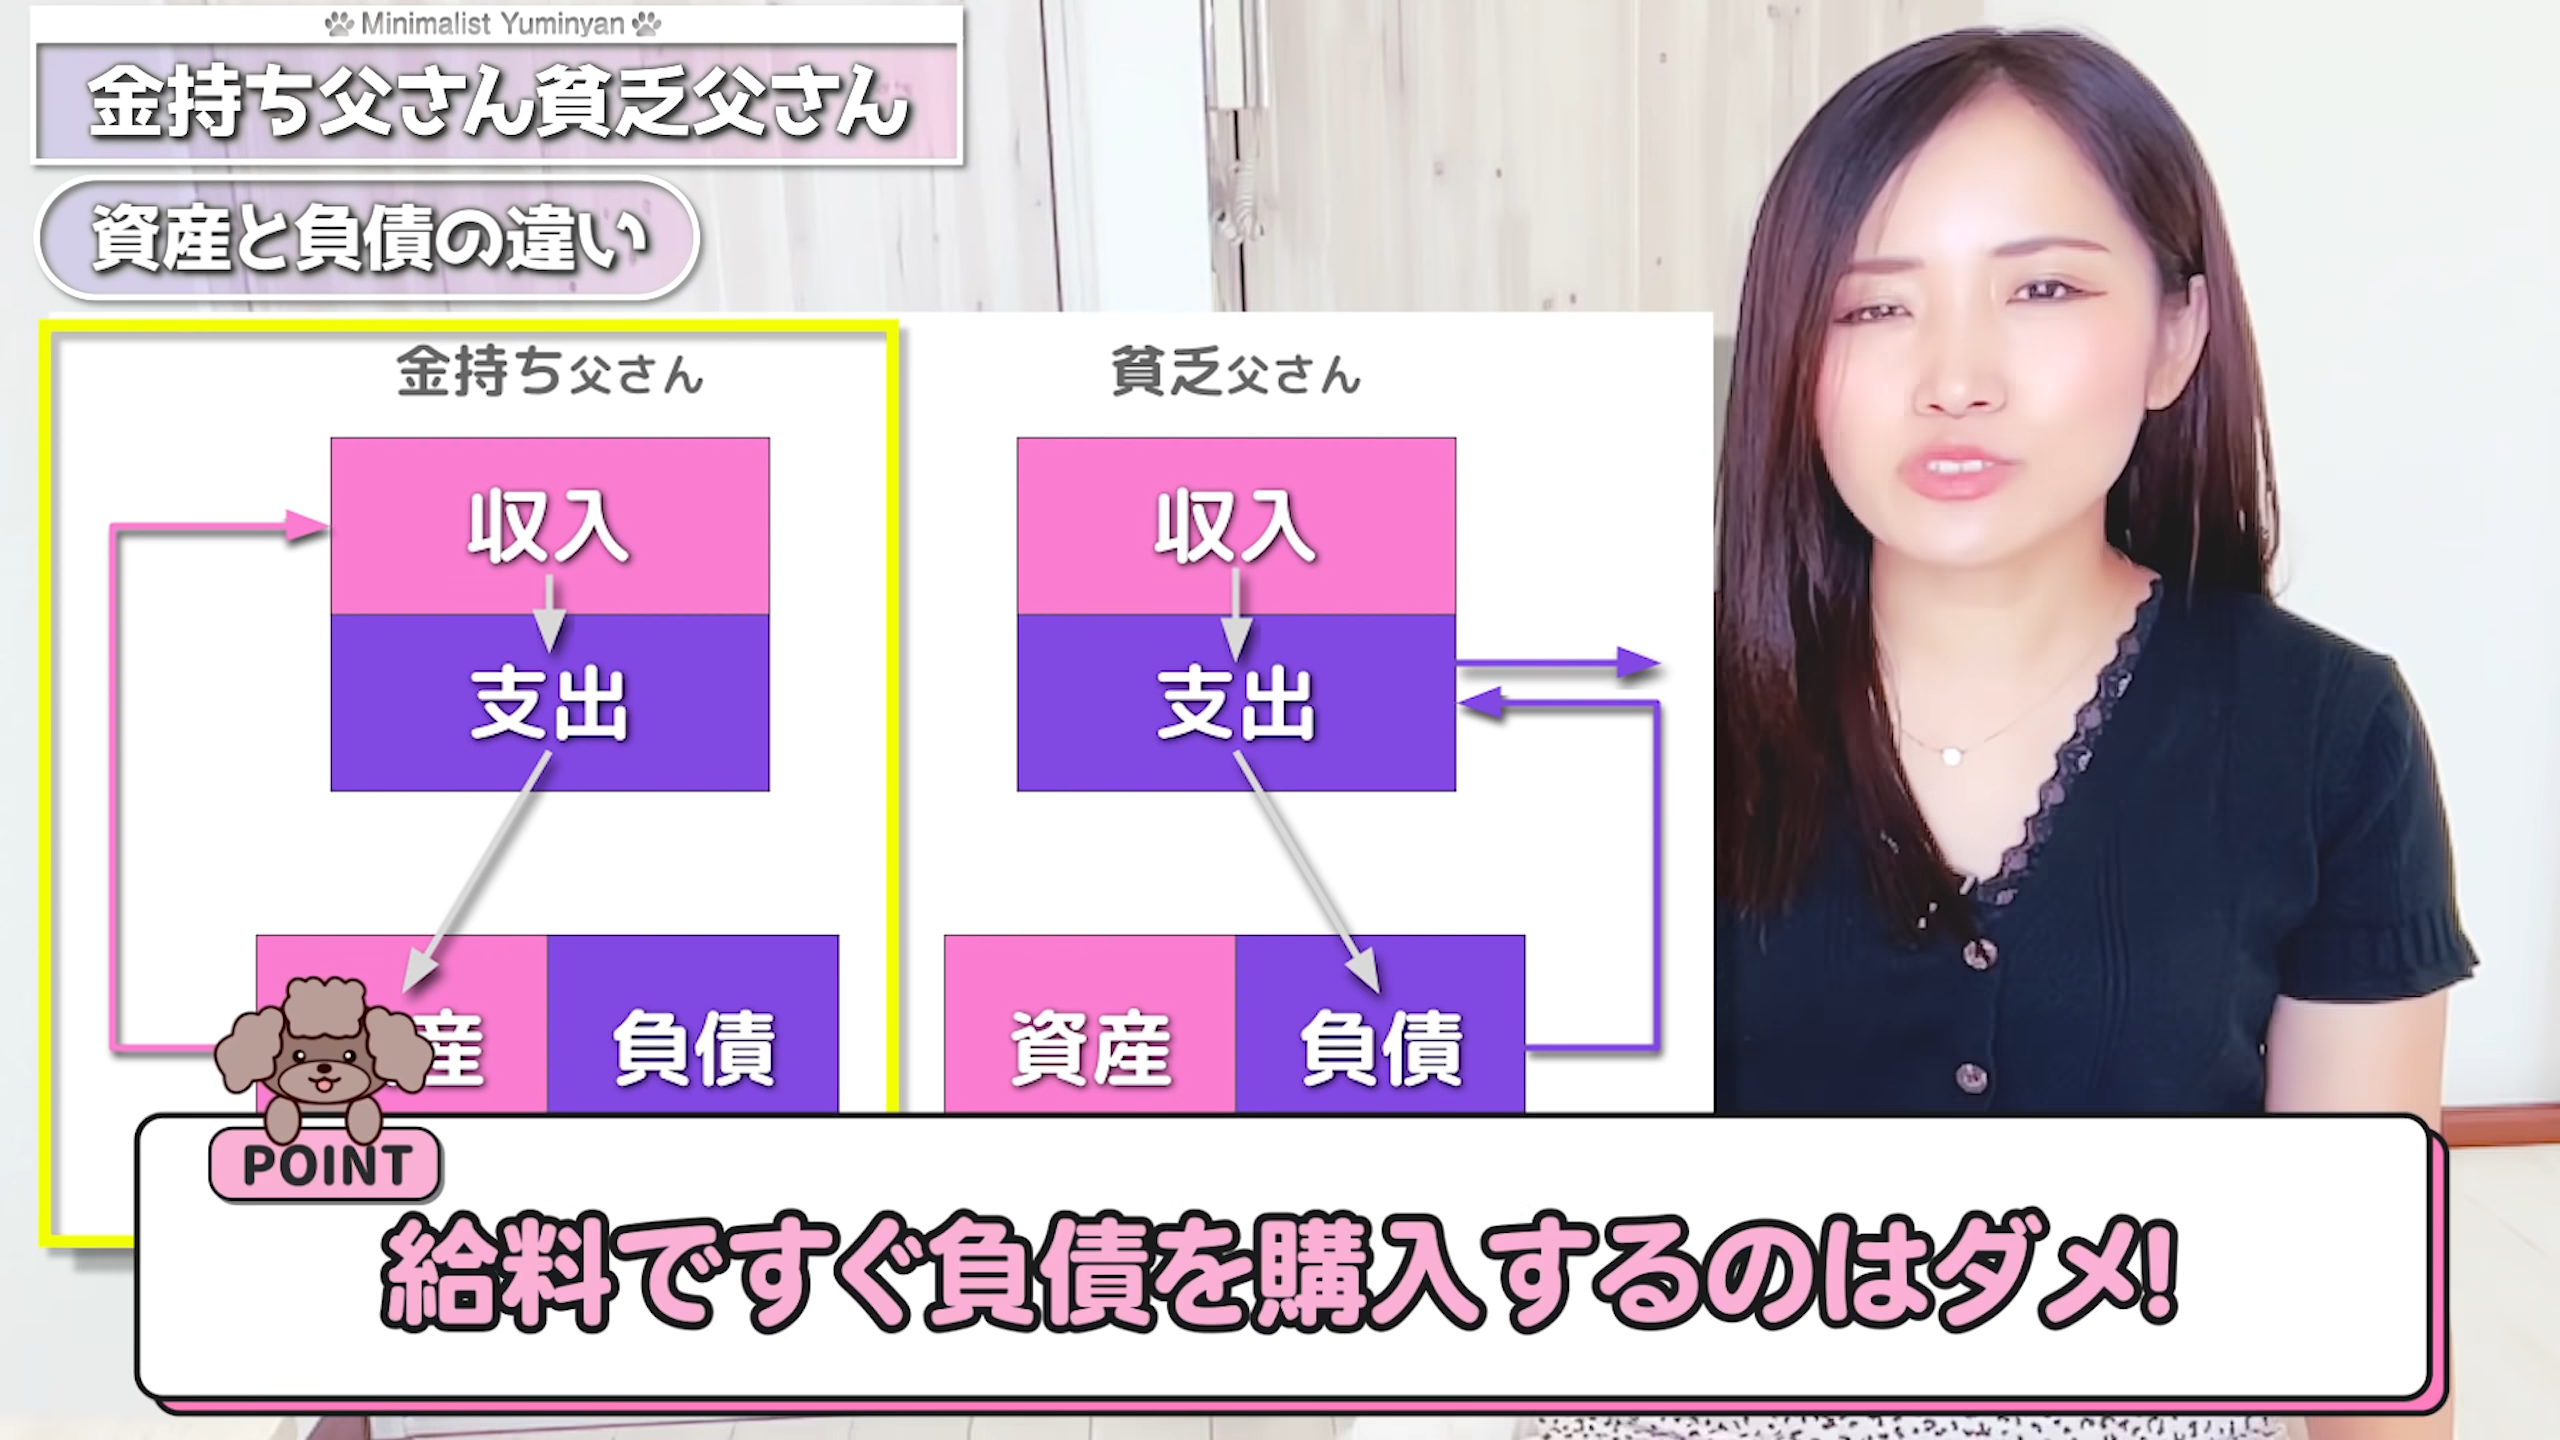 Minimalist Yuminyan
金持ち父さん貧乏父さん
資産と負債の違い
金持ち父さん
収入
支出
産 負債
貧乏父さん
収入
支出
資産 負債
POINT
給料ですぐ負債を購入するのはダメ!